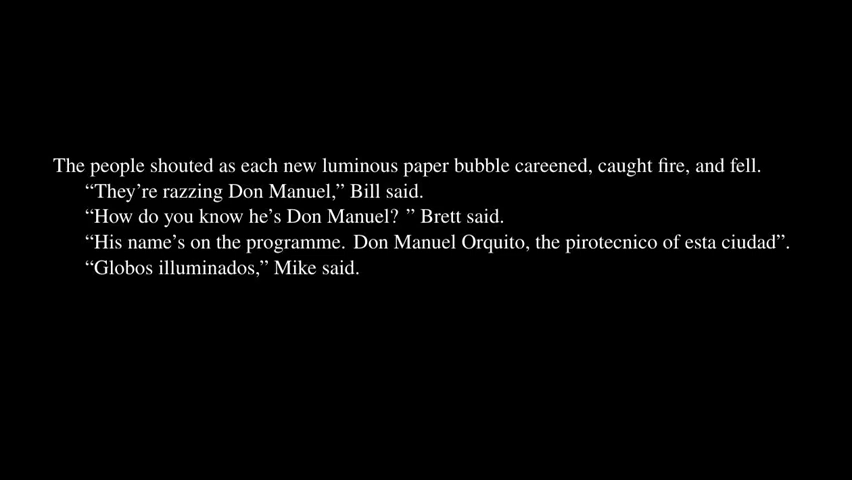 The people shouted as each new luminous paper bubble careened, caught fire, and fell.
“They’re razzing Don Manuel,” Bill said.
“How do you know he’s Don Manuel? ” Brett said.
“His name’s on the programme. Don Manuel Orquito, the pirotecnico of esta ciudad”.
“Globos illuminados,” Mike said.